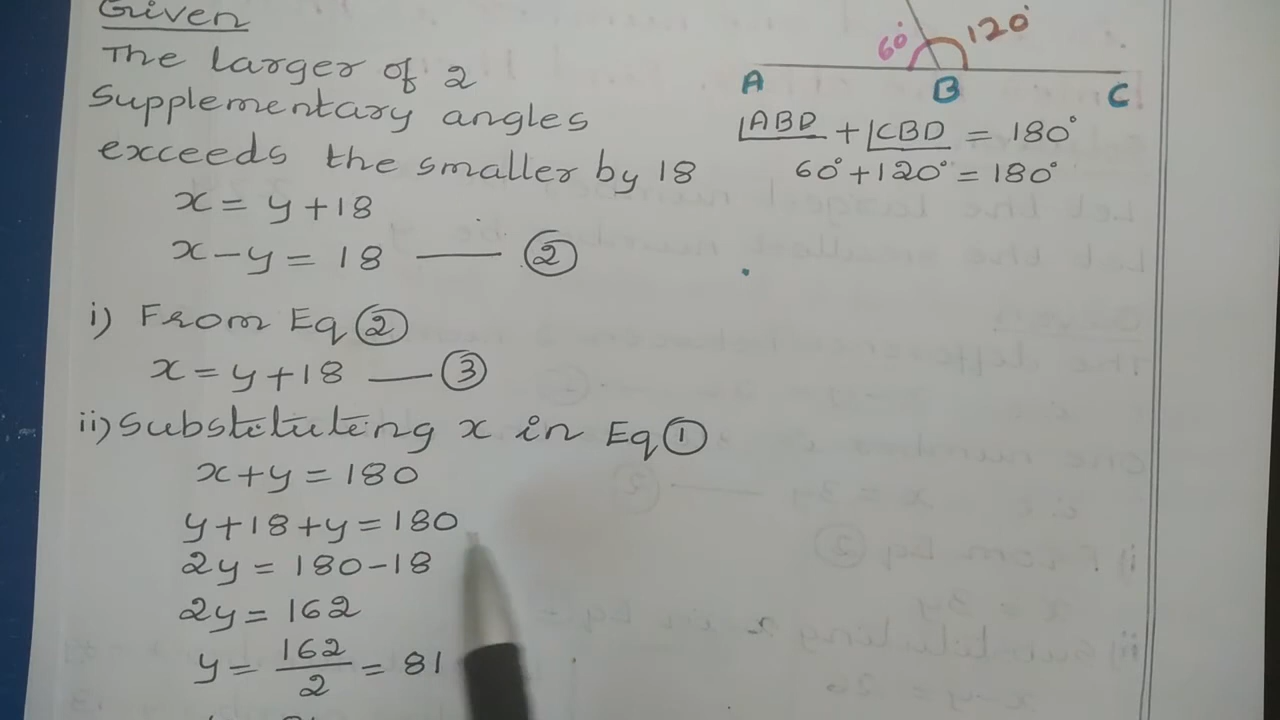 Given
The larger of 2
Supplementary angles
exceeds the smaller by 18
x = y + 18
x - y = 18 —— ②
i) From Eq ②
x = y + 18 —— ③
ii) Substituting x in Eq ①
x + y = 180
y + 18 + y = 180
2y = 180 - 18
2y = 162
y = 162/2 = 81
60° 120°
A B C
∠ABD + ∠CBD = 180°
60° + 120° = 180°